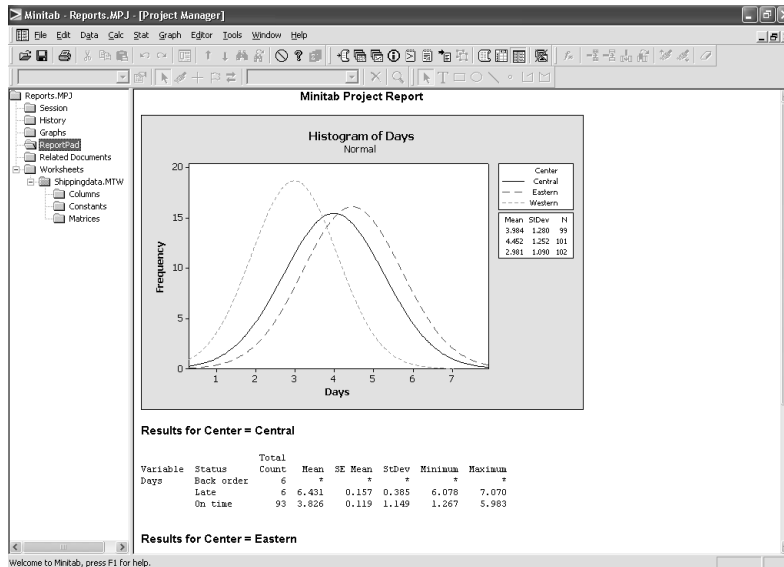 Minitab - Reports.MPJ - [Project Manager]
File Edit Data Calc Stat Graph Editor Tools Window Help
Reports.MPJ
Session
History
Graphs
ReportPad
Related Documents
Worksheets
Shippingdata.MTW
Columns
Constants
Matrices
Minitab Project Report
Histogram of Days
Normal
Frequency
20
15
10
5
0
1 2 3 4 5 6 7
Days
Center
Central
Eastern
Western
Mean StDev N
3.984 1.280 99
4.452 1.252 101
2.981 1.090 102
Results for Center = Central
Total
Variable Status Count Mean SE Mean StDev Minimum Maximum
Days Back order 6 * * * * *
Late 6 6.431 0.157 0.385 6.078 7.070
On time 93 3.826 0.119 1.149 1.267 5.983
Results for Center = Eastern
Welcome to Minitab, press F1 for help.